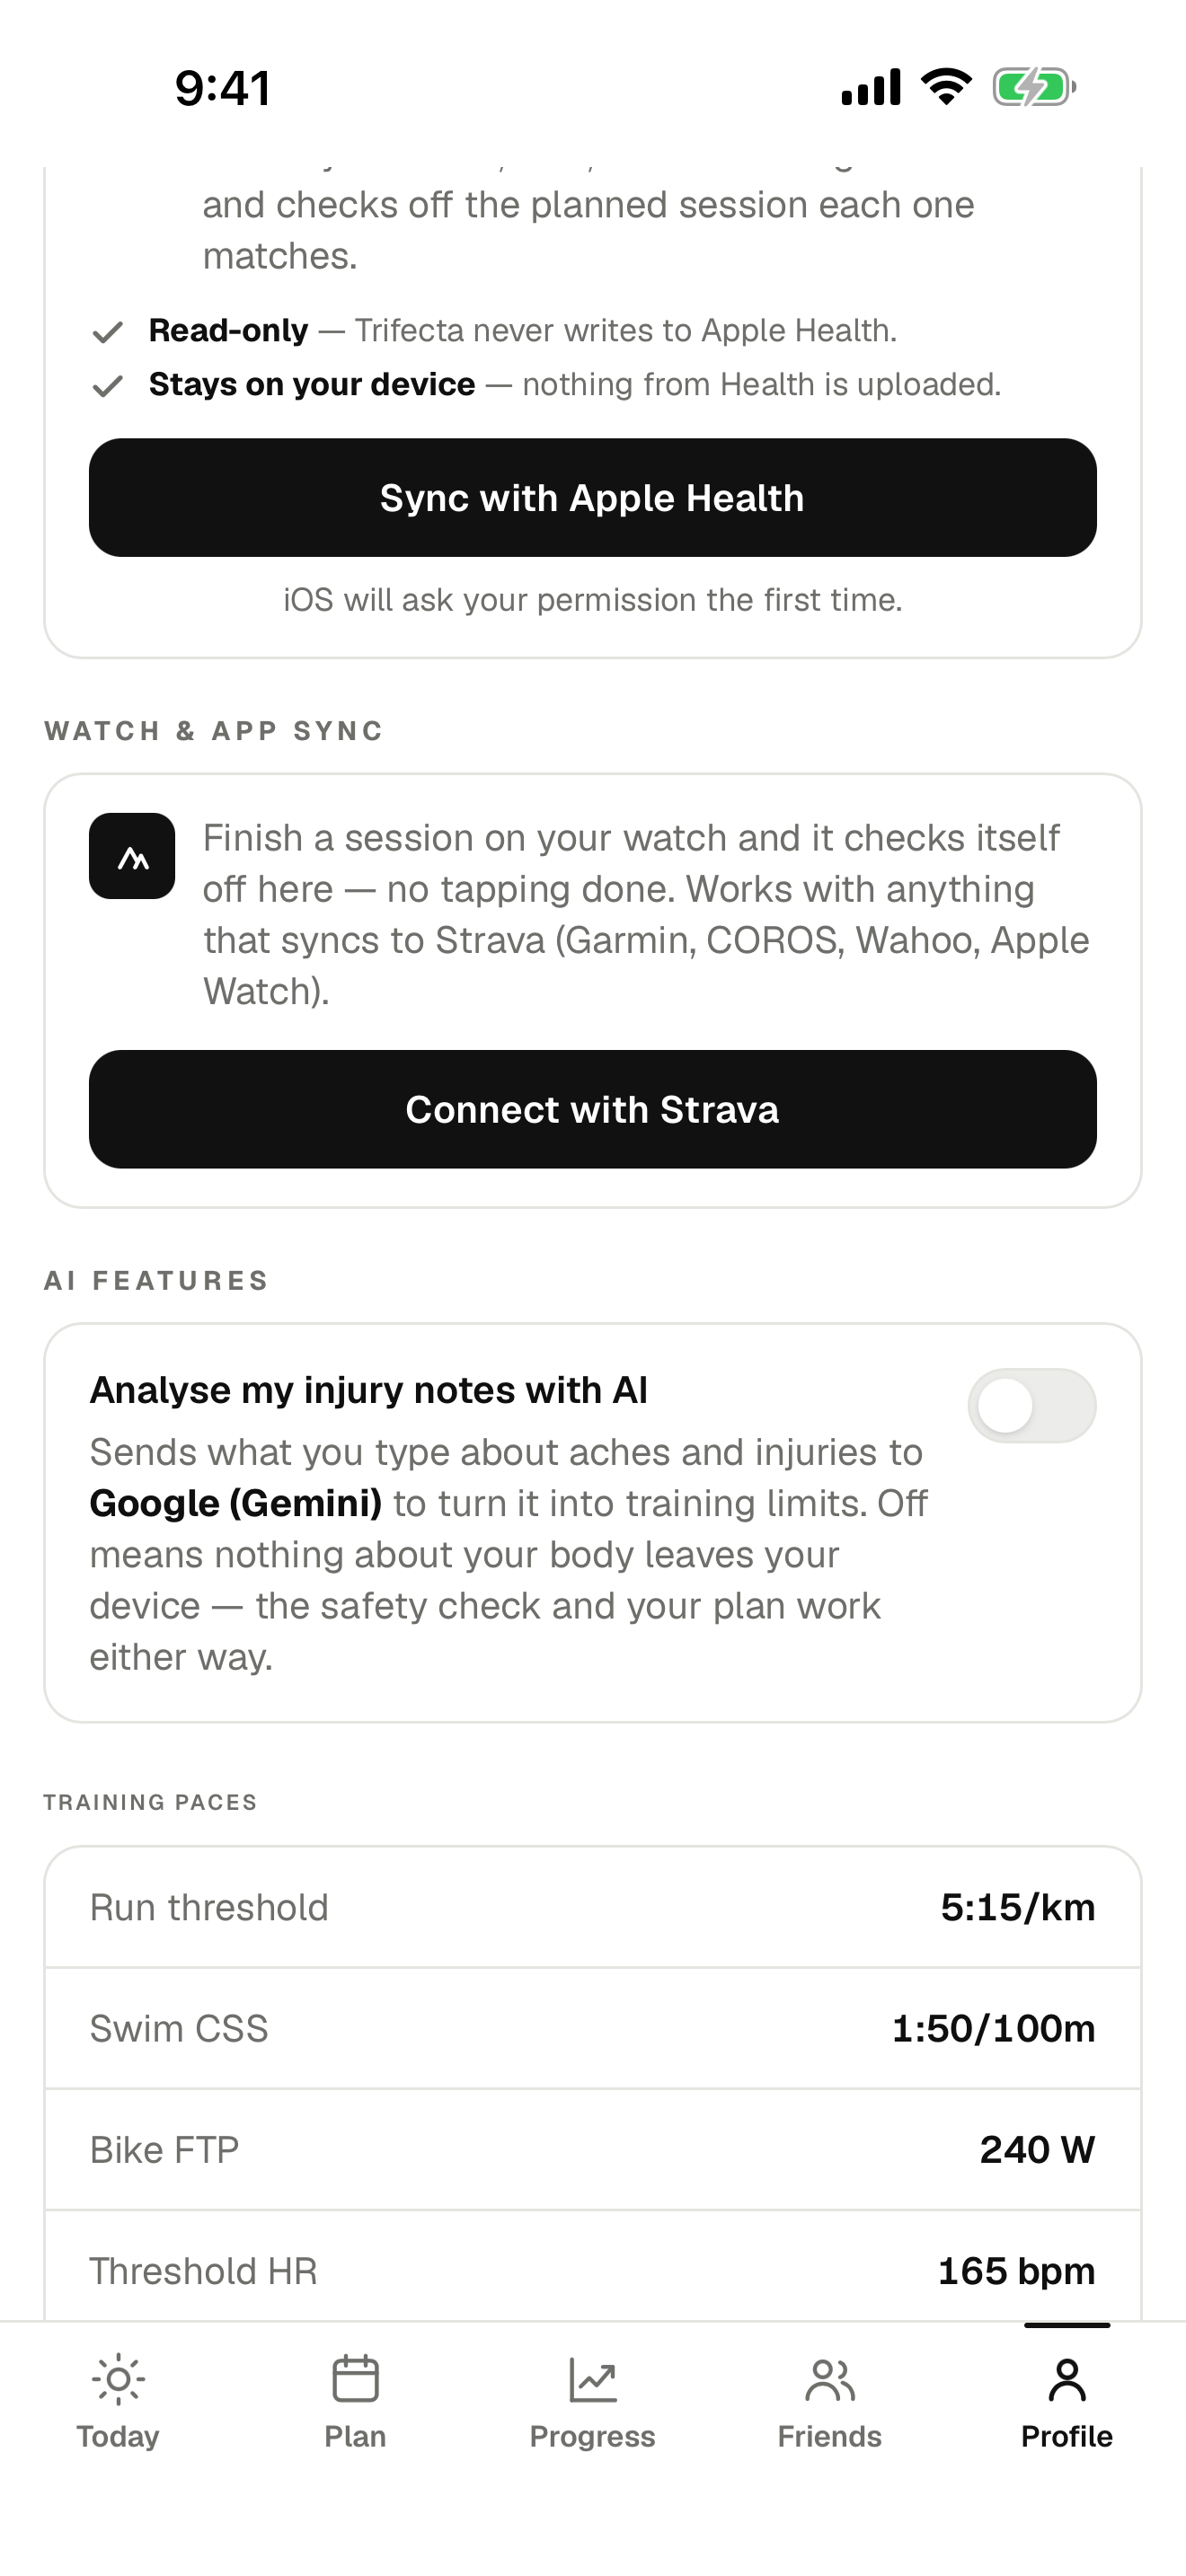 9:41
and checks off the planned session each one
matches.
Read-only — Trifecta never writes to Apple Health.
Stays on your device — nothing from Health is uploaded.
Sync with Apple Health
iOS will ask your permission the first time.
WATCH & APP SYNC
Finish a session on your watch and it checks itself
off here — no tapping done. Works with anything
that syncs to Strava (Garmin, COROS, Wahoo, Apple
Watch).
Connect with Strava
AI FEATURES
Analyse my injury notes with AI
Sends what you type about aches and injuries to
Google (Gemini) to turn it into training limits. Off
means nothing about your body leaves your
device — the safety check and your plan work
either way.
TRAINING PACES
Run threshold 5:15/km
Swim CSS 1:50/100m
Bike FTP 240 W
Threshold HR 165 bpm
Today Plan Progress Friends Profile